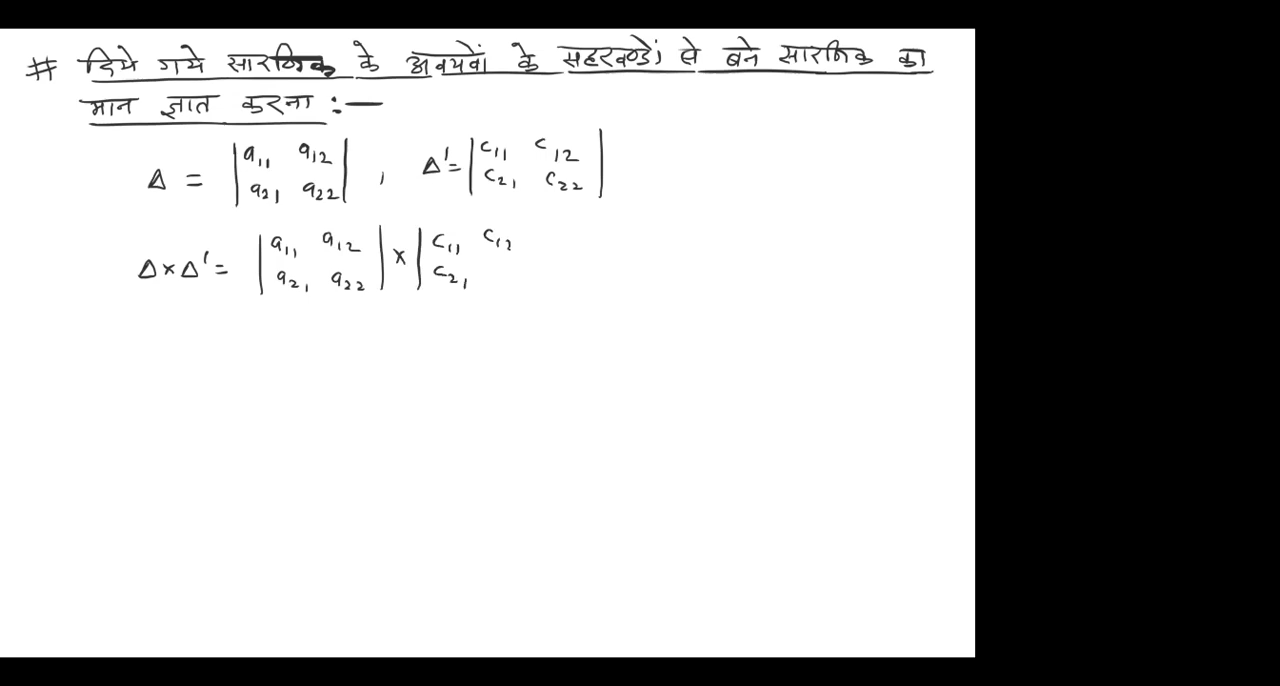 # दिये गये सारणिक के अवयवों के सहखण्डों से बने सारणिक का
मान ज्ञात करना :—
Δ = | a₁₁ a₁₂ | , Δ' = | c₁₁ c₁₂ |
| a₂₁ a₂₂ | | c₂₁ c₂₂ |
Δ × Δ' = | a₁₁ a₁₂ | × | c₁₁ c₁₂
| a₂₁ a₂₂ | | c₂₁